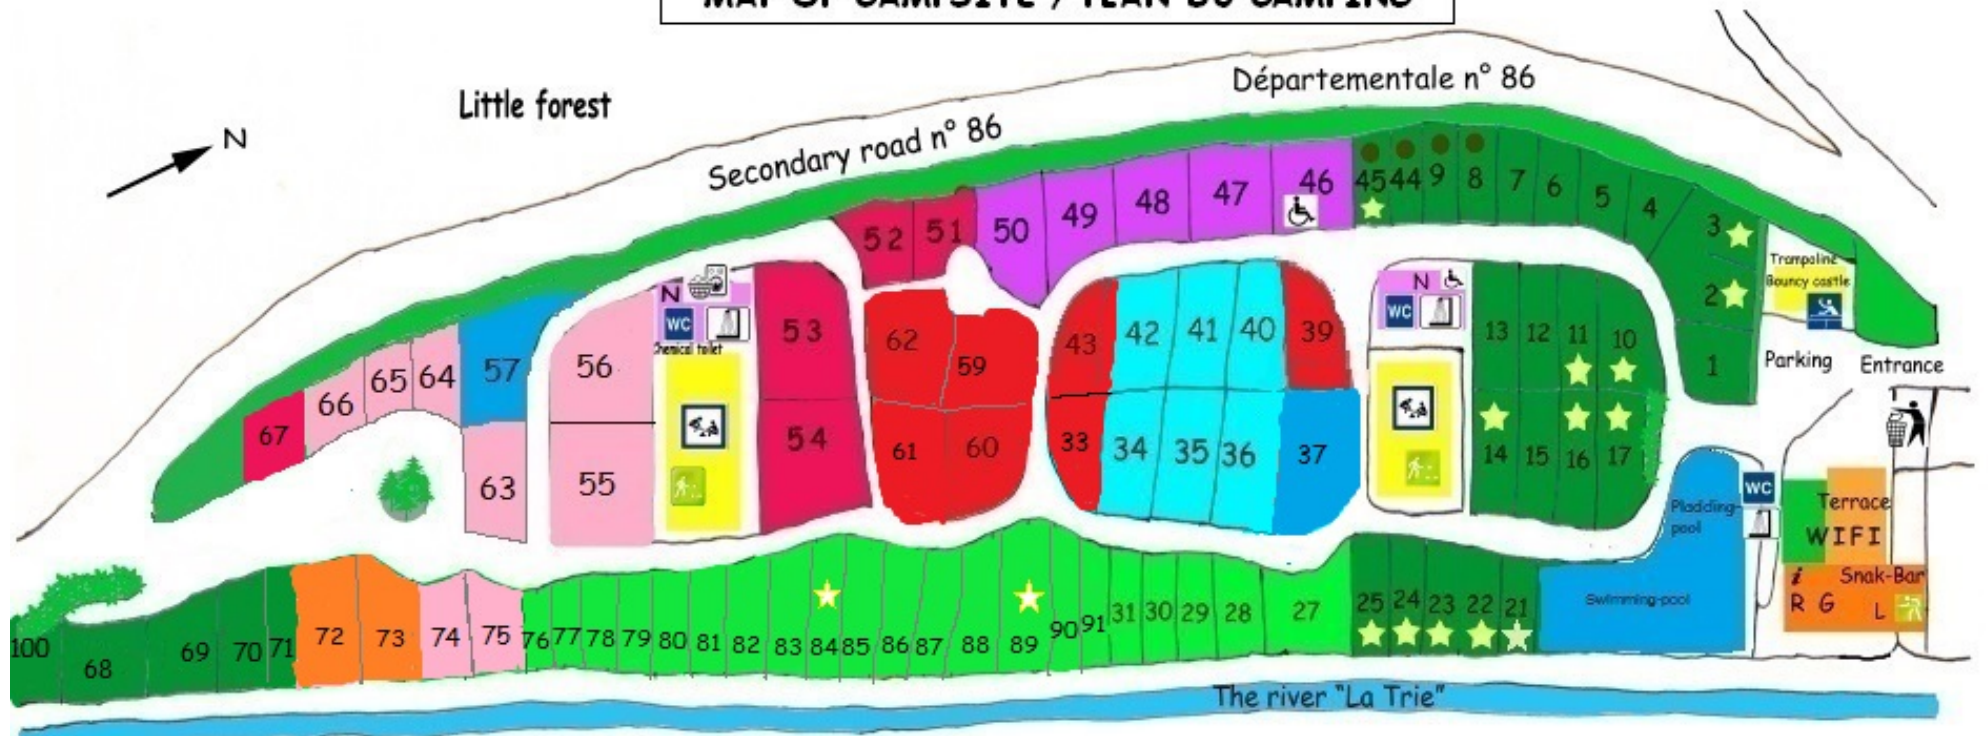 MAP OF CAMPSITE / PLAN DU CAMPING
Départementale n° 86
Little forest
Secondary road n° 86
N
52 51 50 49 48 47 46 45 44 9 8 7 6 5 4 3 2 1
Trampoline
Bouncy castle
Parking Entrance
67 66 65 64 57 63
56 55
N
WC
Chemical toilet
53 54
62 59 61 60
43 42 41 40 39
33 34 35 36 37
N
WC
13 12 11 10
14 15 16 17
Pladding-
pool
WC
Terrace
WIFI
i Snak-Bar
R G L
Swimming-pool
100 68 69 70 71 72 73 74 75 76 77 78 79 80 81 82 83 84 85 86 87 88 89 90 91 31 30 29 28 27 25 24 23 22 21
The river "La Trie"